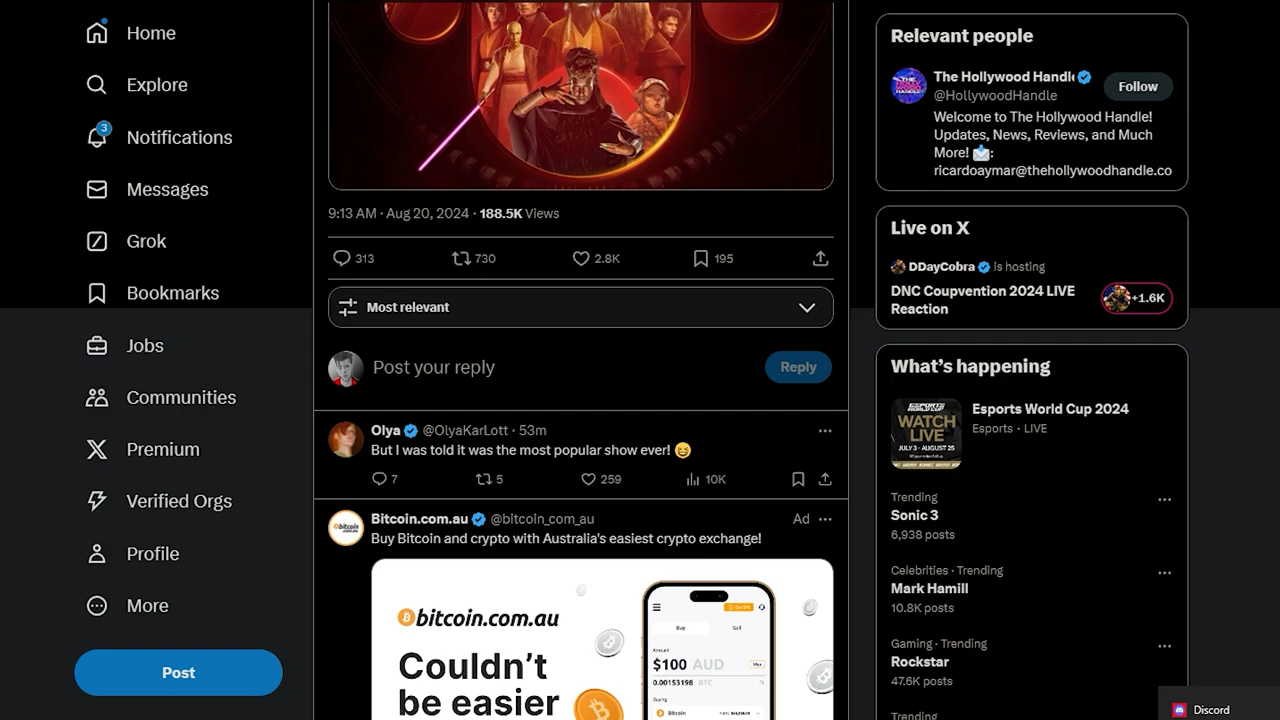 Home
Explore
3
Notifications
Messages
Grok
Bookmarks
Jobs
Communities
Premium
Verified Orgs
Profile
More
Post
9:13 AM · Aug 20, 2024 · 188.5K Views
313 730 2.8K 195
Most relevant
Post your reply
Reply
Olya @OlyaKarLott · 53m
But I was told it was the most popular show ever! 😆
7 5 259 10K
Bitcoin.com.au @bItcoin_com_au Ad
Buy Bitcoin and crypto with Australia's easiest crypto exchange!
bitcoin.com.au
Couldn't
be easier
Buy Sell
Amount
$100 AUD
Max
0.00153198 BTC
Buying
Bitcoin
Relevant people
The Hollywood Handl
@HollywoodHandle
Follow
Welcome to The Hollywood Handle!
Updates, News, Reviews, and Much
More! 📩:
ricardoaymar@thehollywoodhandle.co
Live on X
DDayCobra is hosting
DNC Coupvention 2024 LIVE
Reaction
+1.6K
What's happening
ESPORTS
WORLD CUP
WATCH
LIVE
JULY 3 - AUGUST 25
Esports World Cup 2024
Esports · LIVE
Trending
Sonic 3
6,938 posts
Celebrities · Trending
Mark Hamill
10.8K posts
Gaming · Trending
Rockstar
47.6K posts
Trending
Discord